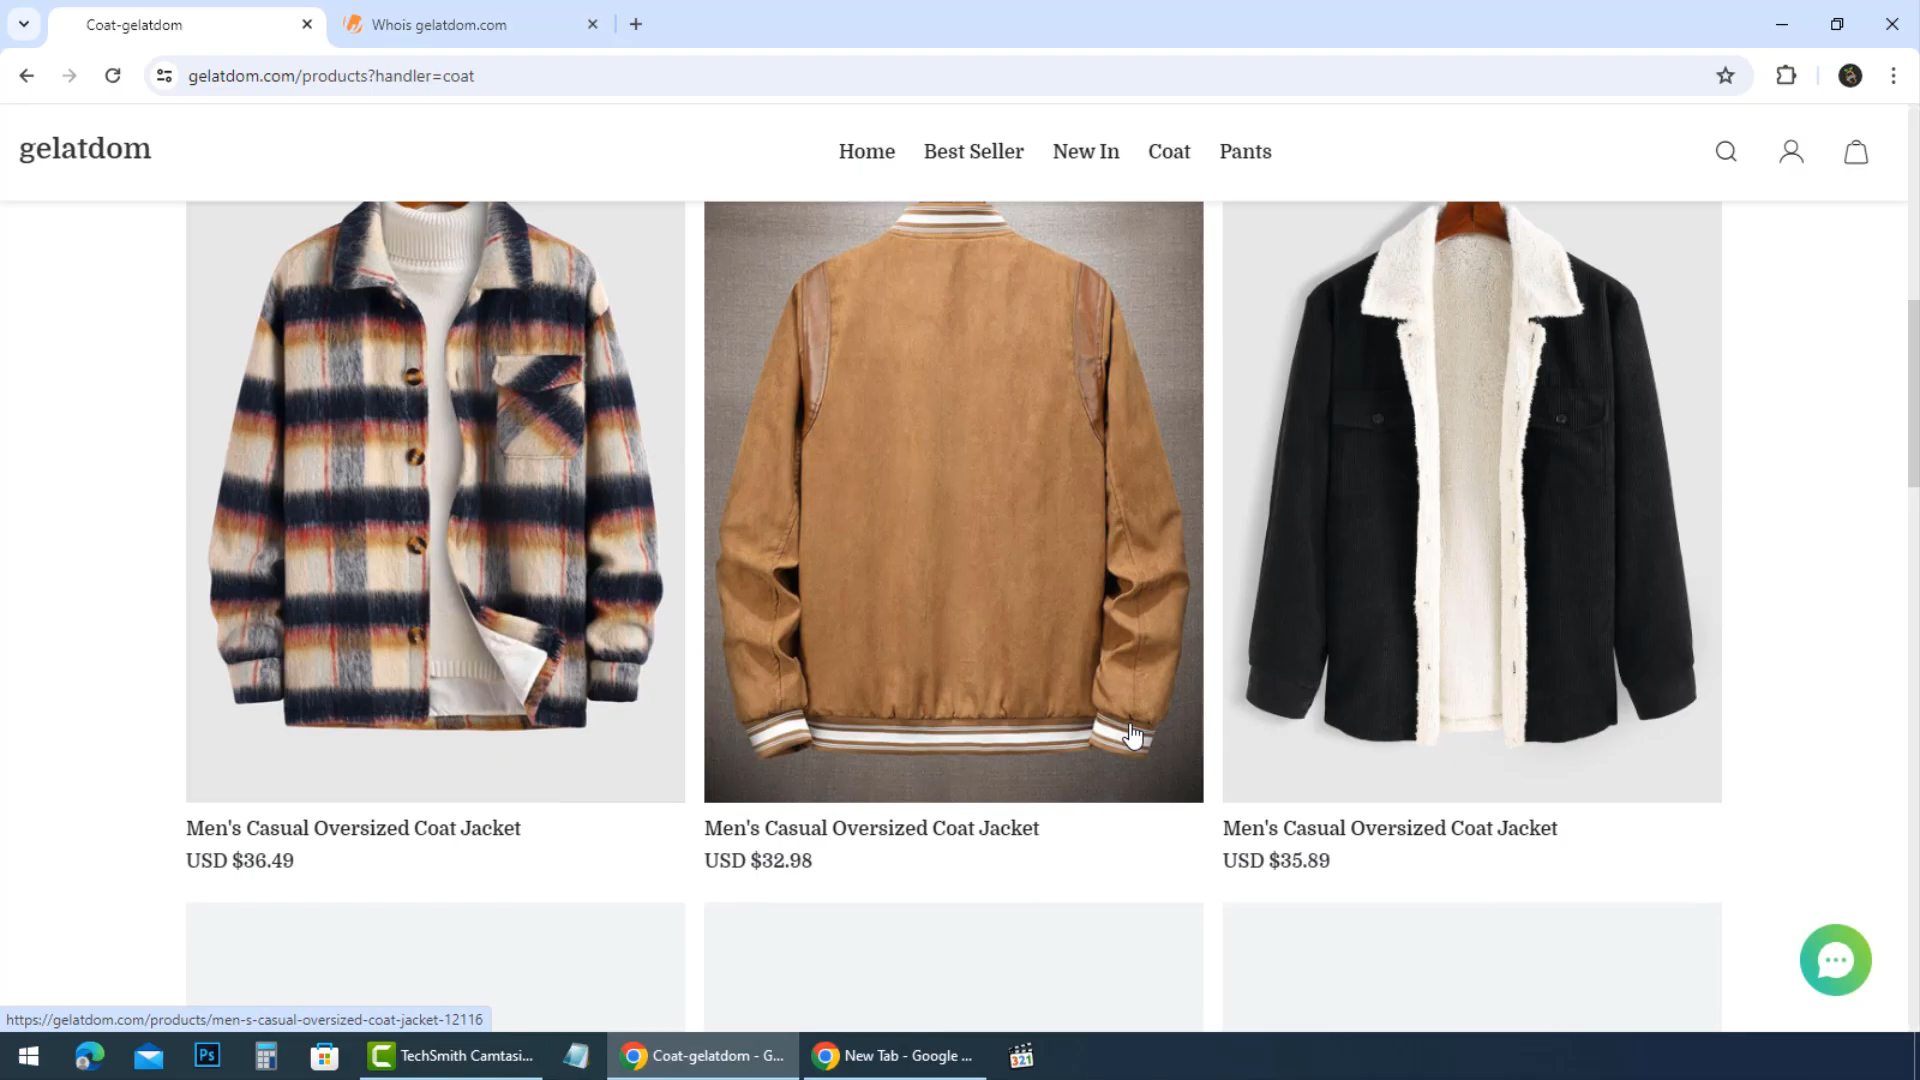 Coat-gelatdom
Whois gelatdom.com
gelatdom.com/products?handler=coat
gelatdom
Home
Best Seller
New In
Coat
Pants
Men's Casual Oversized Coat Jacket
USD $36.49
Men's Casual Oversized Coat Jacket
USD $32.98
Men's Casual Oversized Coat Jacket
USD $35.89
https://gelatdom.com/products/men-s-casual-oversized-coat-jacket-12116
Ps
C
TechSmith Camtasi...
Coat-gelatdom - G...
New Tab - Google ...
321